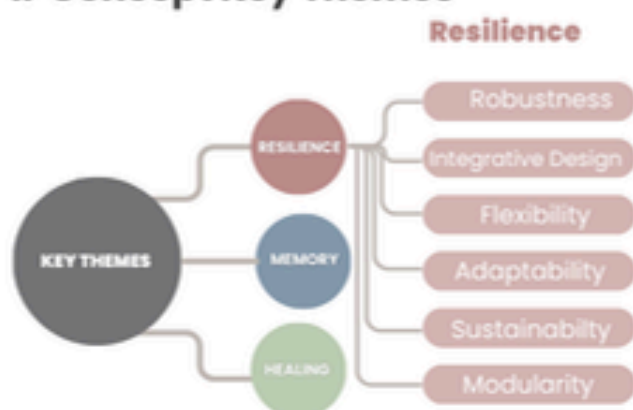 Resilience
KEY THEMES
RESILIENCE
MEMORY
HEALING
Robustness
Integrative Design
Flexibility
Adaptability
Sustainabilty
Modularity